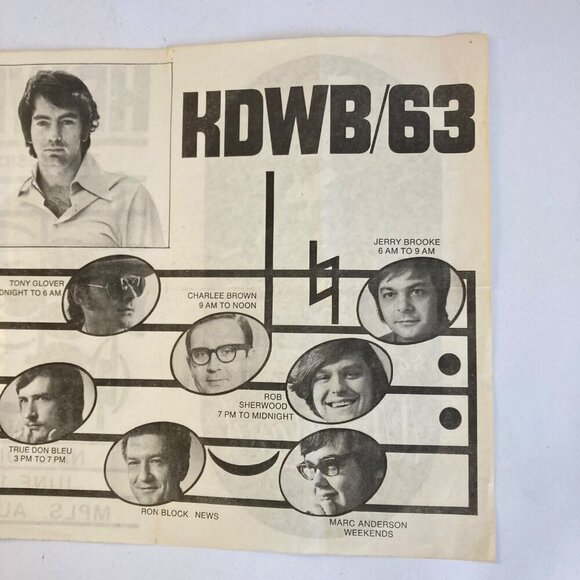 KDWB/63
JERRY BROOKE
6 AM TO 9 AM
TONY GLOVER
DNIGHT TO 6 AM
CHARLEE BROWN
9 AM TO NOON
ROB
SHERWOOD
7 PM TO MIDNIGHT
TRUE DON BLEU
3 PM TO 7 PM
RON BLOCK NEWS
MARC ANDERSON
WEEKENDS